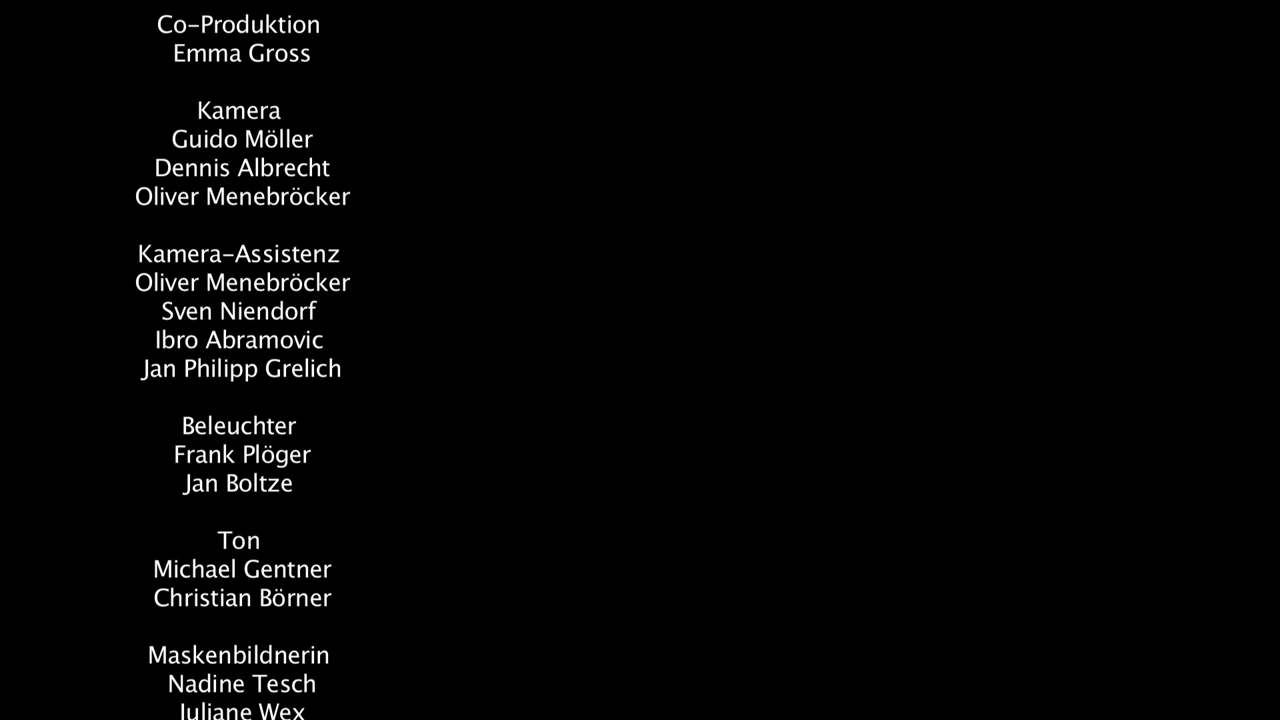 Co-Produktion
Emma Gross
Kamera
Guido Möller
Dennis Albrecht
Oliver Menebröcker
Kamera-Assistenz
Oliver Menebröcker
Sven Niendorf
Ibro Abramovic
Jan Philipp Grelich
Beleuchter
Frank Plöger
Jan Boltze
Ton
Michael Gentner
Christian Börner
Maskenbildnerin
Nadine Tesch
Juliane Wex